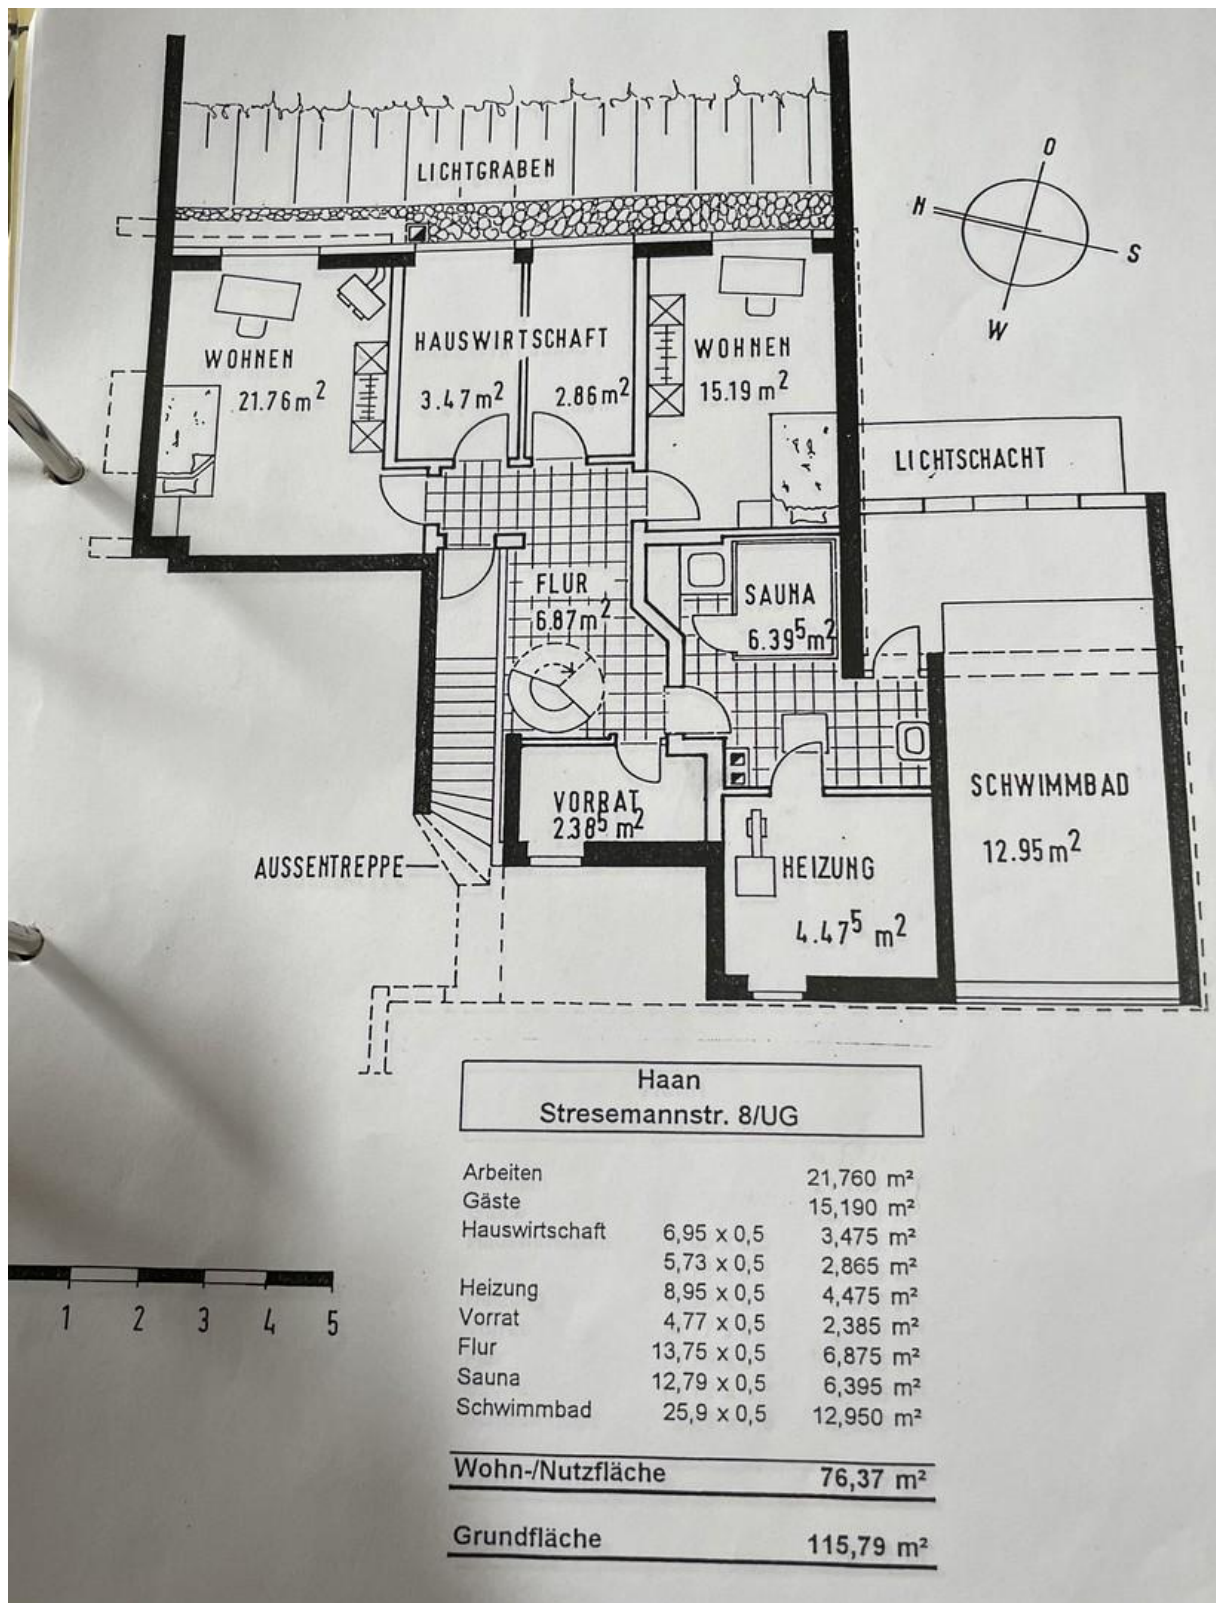 LICHTGRABEN
O
N
S
W
HAUSWIRTSCHAFT
WOHNEN
WOHNEN
21.76 m²
3.47 m²
2.86 m²
15.19 m²
LICHTSCHACHT
FLUR
6.87 m²
SAUNA
6.39⁵ m²
SCHWIMMBAD
12.95 m²
VORRAT
2.38⁵ m²
AUSSENTREPPE
HEIZUNG
4.47⁵ m²
Haan
Stresemannstr. 8/UG
Arbeiten 21,760 m²
Gäste 15,190 m²
Hauswirtschaft 6,95 x 0,5 3,475 m²
5,73 x 0,5 2,865 m²
Heizung 8,95 x 0,5 4,475 m²
Vorrat 4,77 x 0,5 2,385 m²
Flur 13,75 x 0,5 6,875 m²
Sauna 12,79 x 0,5 6,395 m²
Schwimmbad 25,9 x 0,5 12,950 m²
1 2 3 4 5
Wohn-/Nutzfläche 76,37 m²
Grundfläche 115,79 m²